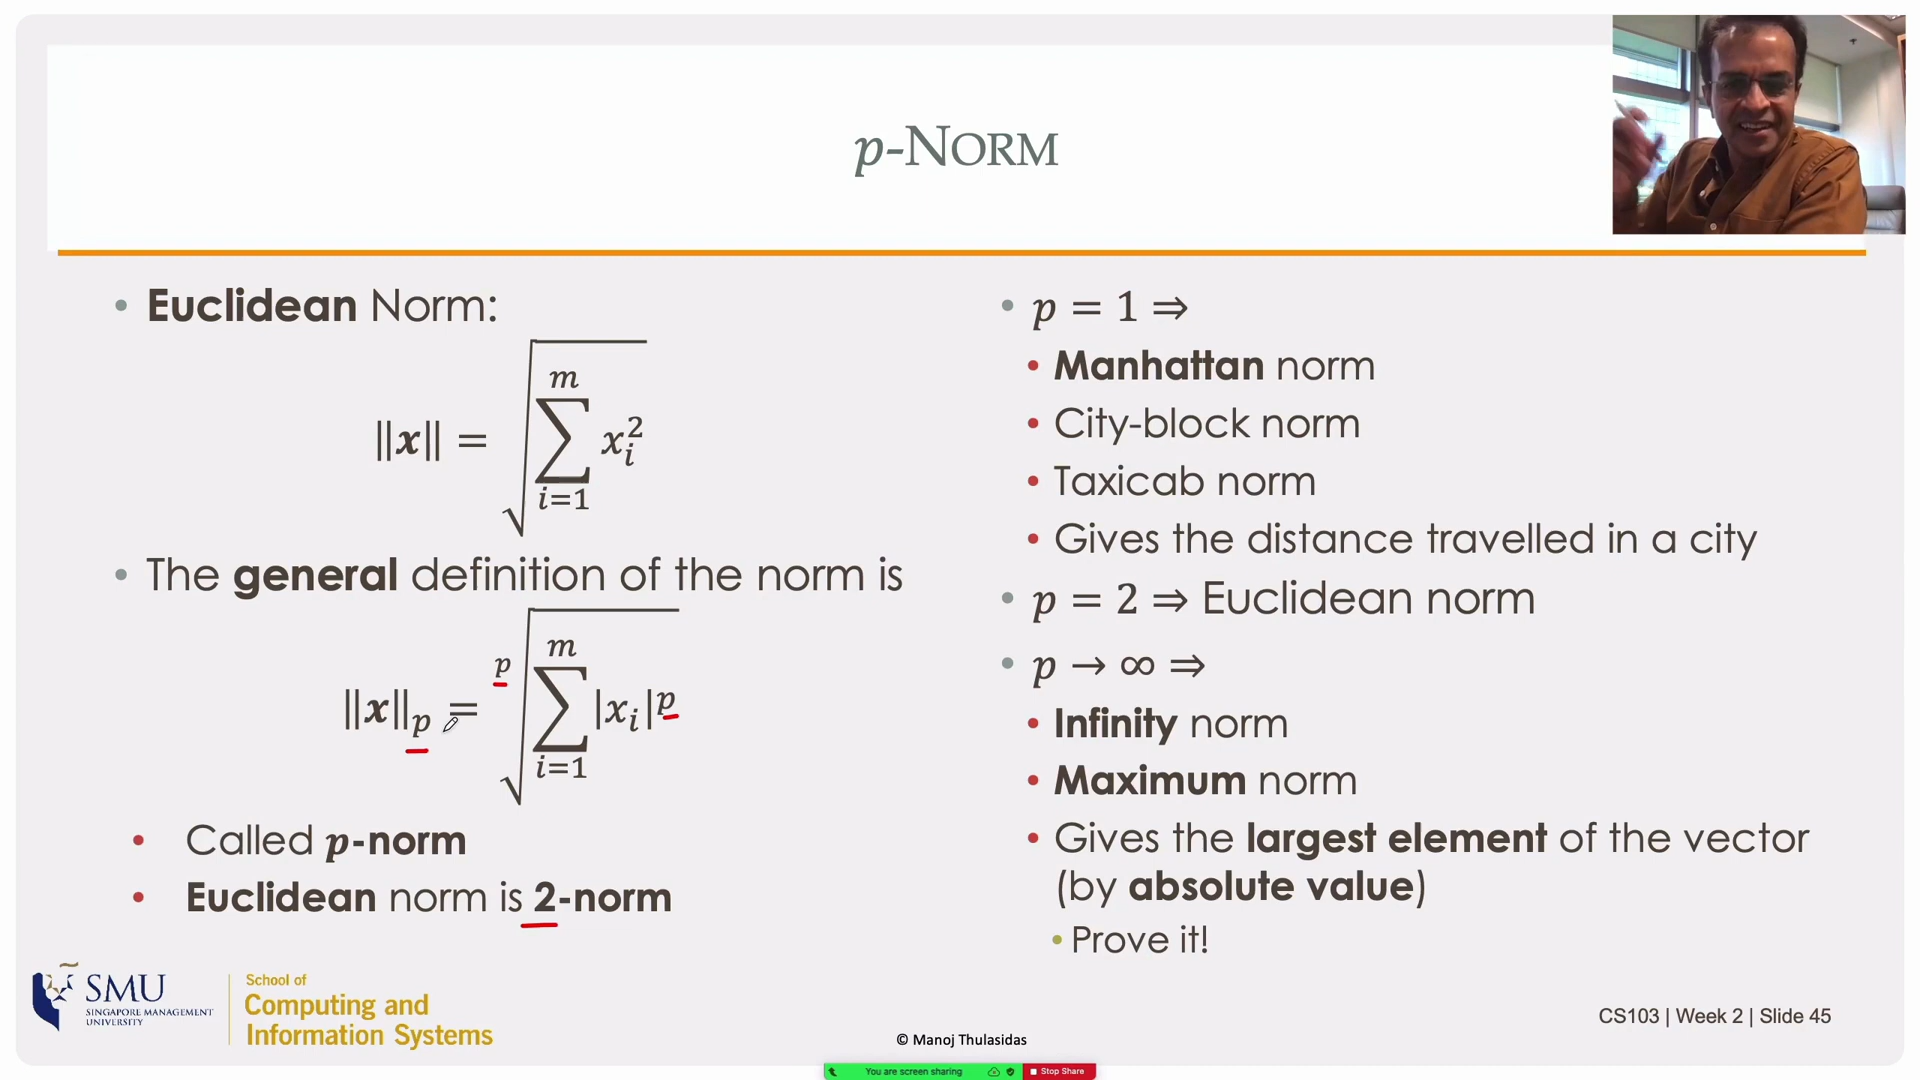 p-NORM
• Euclidean Norm:
‖x‖ = √(∑_{i=1}^{m} x_i^2)
• The general definition of the norm is
‖x‖_p = ᵖ√(∑_{i=1}^{m} |x_i|^p)
• Called p-norm
• Euclidean norm is 2-norm
• p = 1 ⇒
• Manhattan norm
• City-block norm
• Taxicab norm
• Gives the distance travelled in a city
• p = 2 ⇒ Euclidean norm
• p → ∞ ⇒
• Infinity norm
• Maximum norm
• Gives the largest element of the vector
(by absolute value)
• Prove it!
SMU
SINGAPORE MANAGEMENT
UNIVERSITY
School of
Computing and
Information Systems
© Manoj Thulasidas
CS103 | Week 2 | Slide 45
You are screen sharing
Stop Share